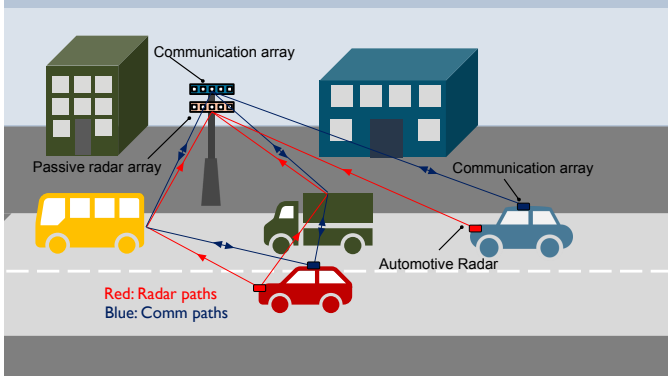 Communication array
Passive radar array
Communication array
Automotive Radar
Red: Radar paths
Blue: Comm paths